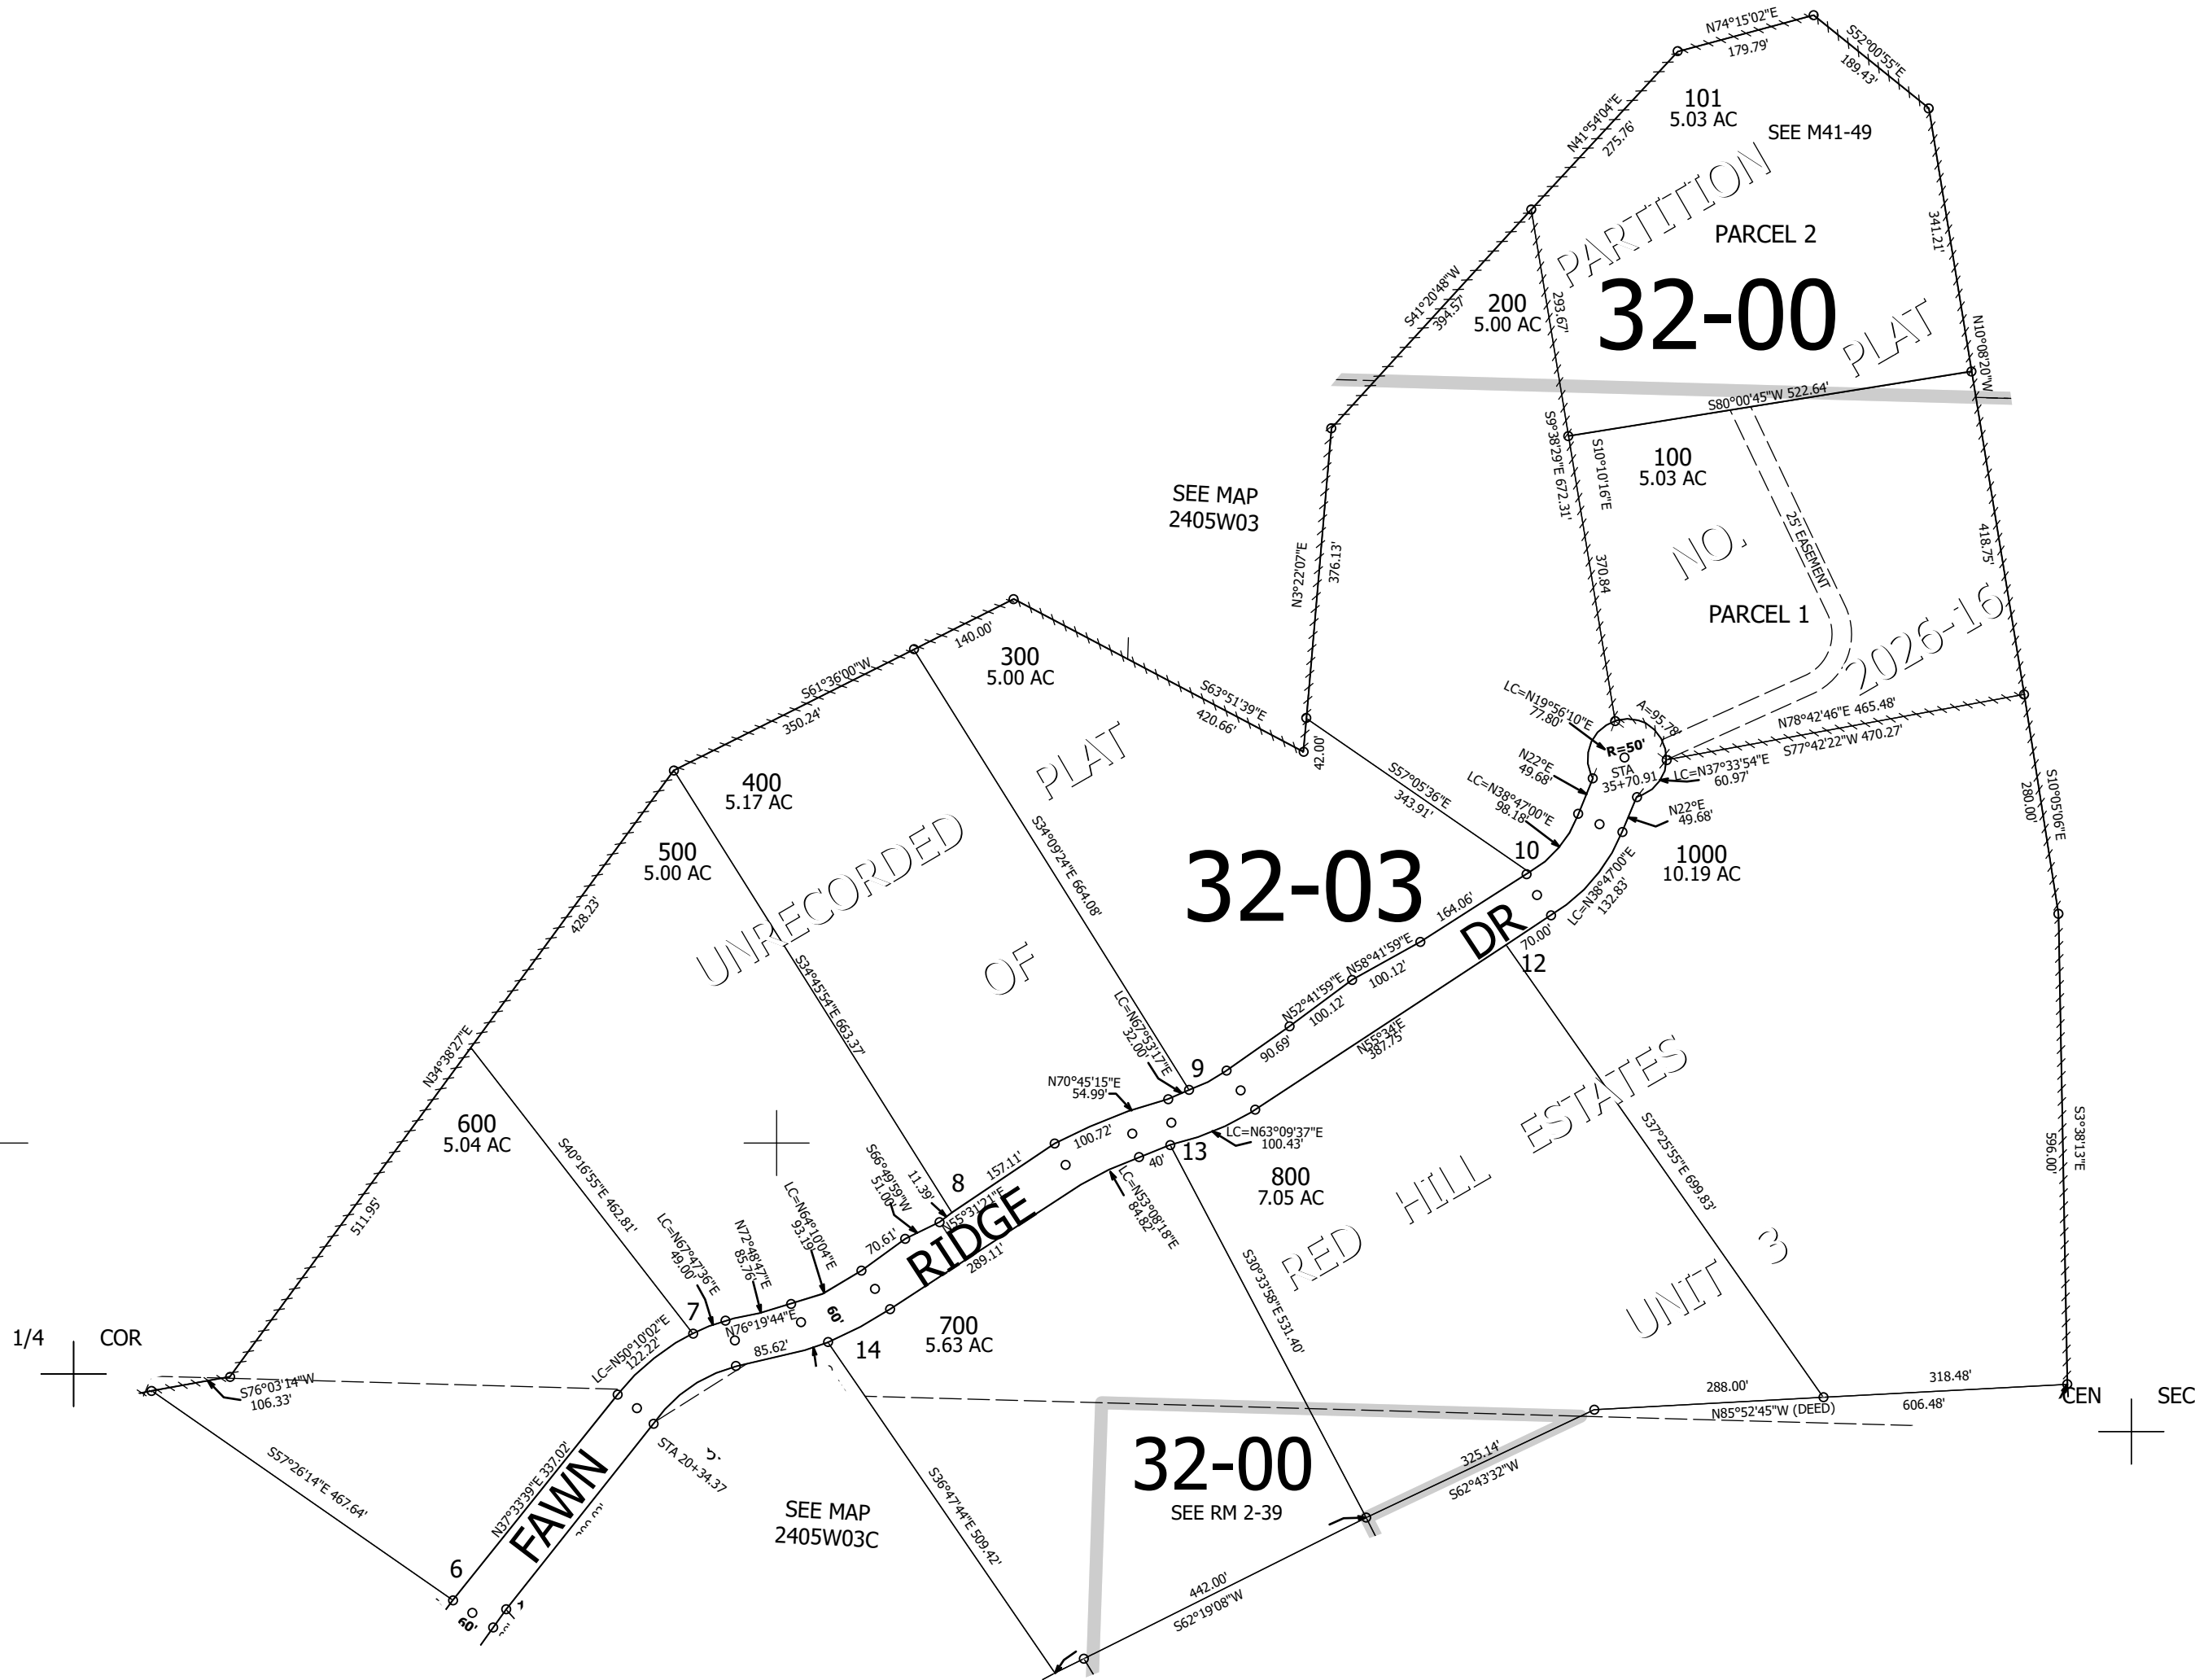 N74°15'02"E
179.79'
S52°00'55"E
189.43'
101
5.03 AC
SEE M41-49
N41°54'04"E
275.76'
PARTITION
PARCEL 2
341.21'
32-00
PLAT
200
5.00 AC
S41°20'48"W
394.57'
293.67'
N10°08'20"W
S80°00'45"W 522.64'
S9°38'29"E 672.31'
S10°10'16"E
100
5.03 AC
SEE MAP
2405W03
25' EASEMENT
NO.
418.75'
N3°22'07"E
376.13'
370.84
PARCEL 1
2026-16
140.00'
300
5.00 AC
S61°36'00"W
350.24'
S63°51'39"E
420.66'
42.00'
LC=N19°56'10"E
77.80'
A=95.78'
R=50'
STA
35+70.91
N78°42'46"E 465.48'
S77°42'22"W 470.27'
LC=N37°33'54"E
60.97'
N22°E
49.68'
N22°E
49.68'
LC=N38°47'00"E
98.18'
S57°05'36"E
343.91'
S10°05'06"E
280.00'
400
5.17 AC
PLAT
500
5.00 AC
UNRECORDED
OF
S34°09'24"E 664.08'
32-03
10
1000
10.19 AC
LC=N38°47'00"E
132.83'
428.23'
S34°45'54"E 663.37'
164.06'
DR
70.00'
12
N58°41'59"E
100.12'
N52°41'59"E
100.12'
90.69'
N55°34'E
387.75'
LC=N67°53'17"E
32.00'
9
N70°45'15"E
54.99'
N34°38'27"E
600
5.04 AC
S40°16'55"E 462.81'
100.72'
157.11'
40'
13
LC=N63°09'37"E
100.43'
800
7.05 AC
RED HILL ESTATES
UNIT 3
S37°25'55"E 699.83'
S3°38'13"E
596.00'
511.95'
S66°49'59"W
51.00'
11.39'
8
N55°31'21"E
RIDGE
289.11'
LC=N53°08'18"E
84.82'
LC=N64°10'04"E
93.19'
N72°48'47"E
85.76'
LC=N67°47'36"E
49.00'
70.61'
7
N76°19'44"E
60'
85.62'
14
700
5.63 AC
S30°33'58"E 531.40'
1/4 COR
LC=N50°10'02"E
122.22'
S76°03'14"W
106.33'
288.00'
318.48'
N85°52'45"W (DEED)
606.48'
CEN SEC
S57°26'14"E 467.64'
N37°33'39"E 337.02'
FAWN
STA 20+34.37
SEE MAP
2405W03C
S36°47'44"E 509.42'
32-00
SEE RM 2-39
325.14'
S62°43'32"W
6
60'
442.00'
S62°19'08"W